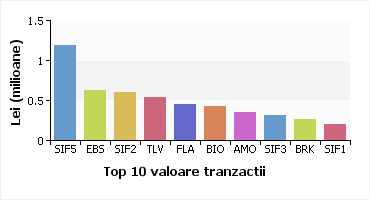 Lei (milioane)
1.5
1
0.5
0
SIF5 EBS SIF2 TLV FLA BIO AMO SIF3 BRK SIF1
Top 10 valoare tranzactii